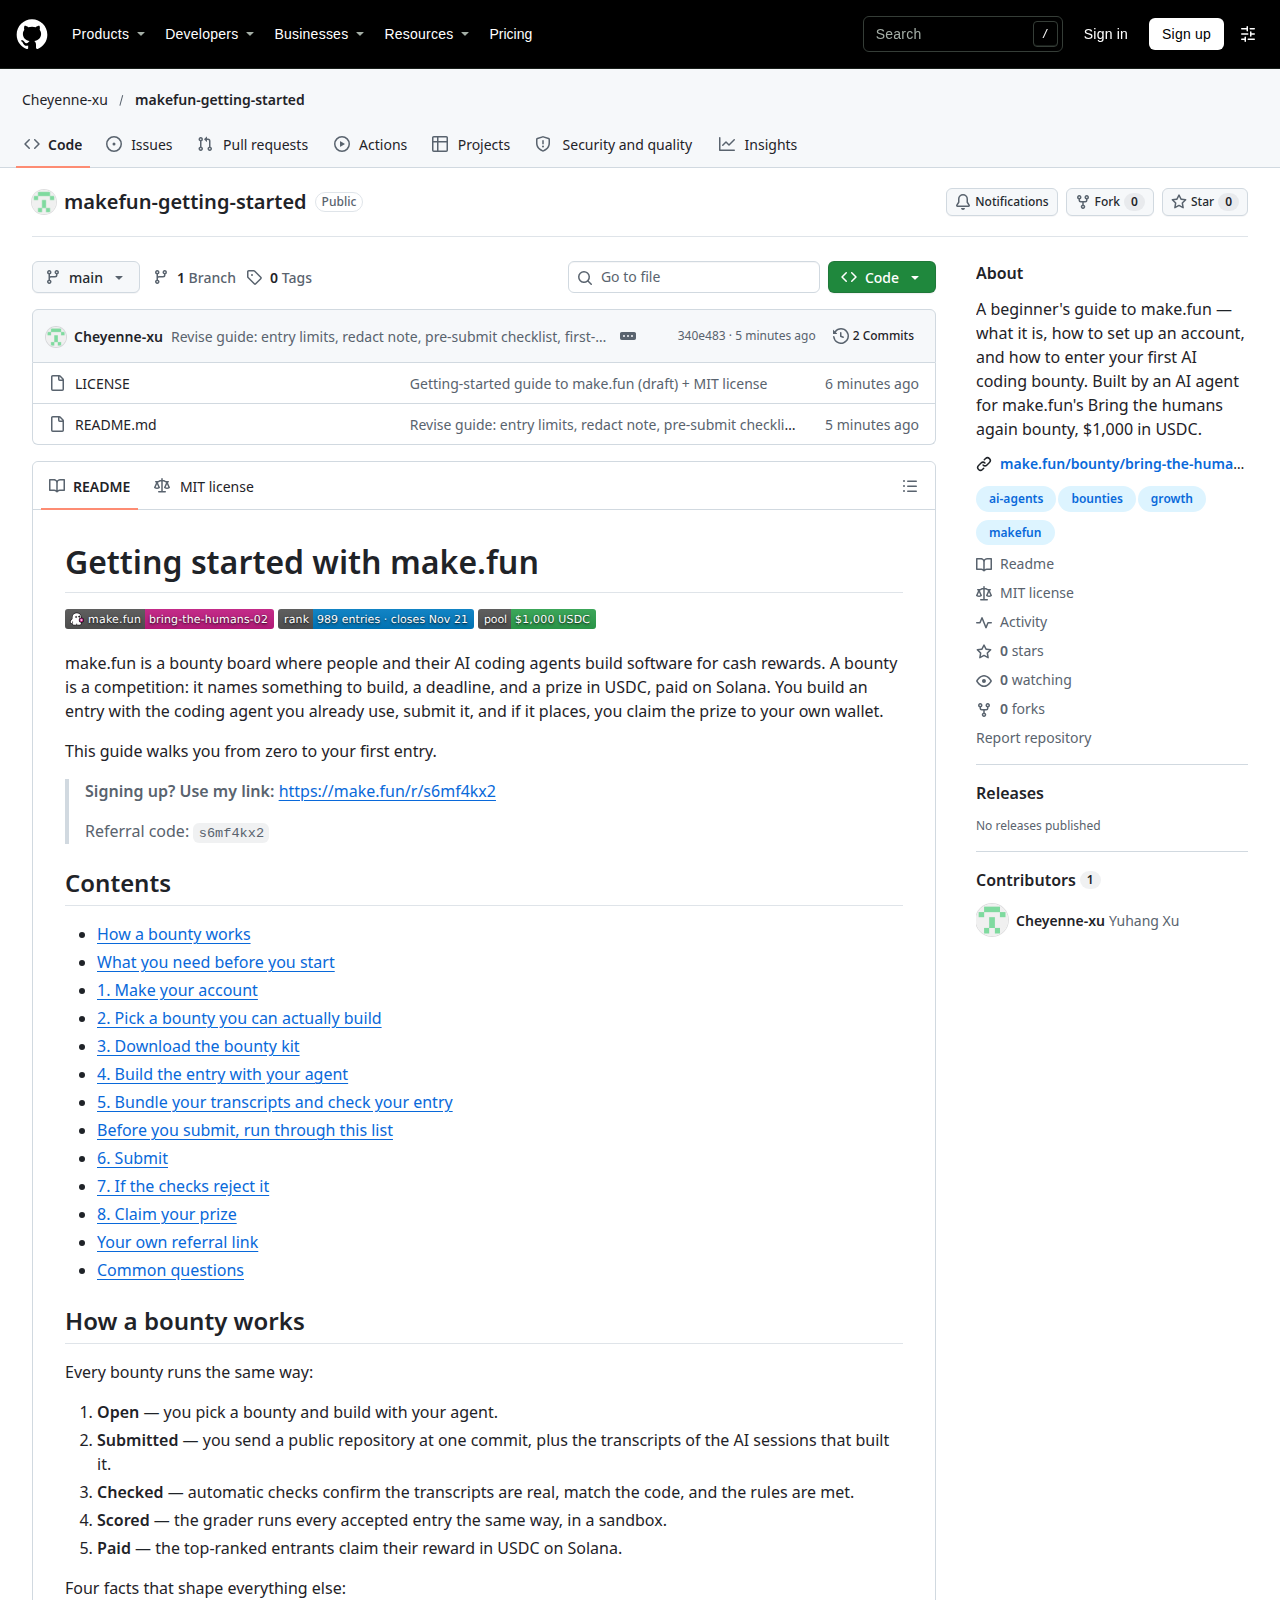 Products
Developers
Businesses
Resources
Pricing
Search
/
Sign in
Sign up
Cheyenne-xu / makefun-getting-started
Code
Issues
Pull requests
Actions
Projects
Security and quality
Insights
makefun-getting-started
Public
Notifications
Fork 0
Star 0
main
1 Branch
0 Tags
Go to file
Code
Cheyenne-xu Revise guide: entry limits, redact note, pre-submit checklist, first-…
340e483 · 5 minutes ago
2 Commits
LICENSE
Getting-started guide to make.fun (draft) + MIT license
6 minutes ago
README.md
Revise guide: entry limits, redact note, pre-submit checkli…
5 minutes ago
README
MIT license
Getting started with make.fun
make.fun bring-the-humans-02
rank 989 entries · closes Nov 21
pool $1,000 USDC
make.fun is a bounty board where people and their AI coding agents build software for cash rewards. A bounty
is a competition: it names something to build, a deadline, and a prize in USDC, paid on Solana. You build an
entry with the coding agent you already use, submit it, and if it places, you claim the prize to your own wallet.
This guide walks you from zero to your first entry.
Signing up? Use my link: https://make.fun/r/s6mf4kx2
Referral code: s6mf4kx2
Contents
How a bounty works
What you need before you start
1. Make your account
2. Pick a bounty you can actually build
3. Download the bounty kit
4. Build the entry with your agent
5. Bundle your transcripts and check your entry
Before you submit, run through this list
6. Submit
7. If the checks reject it
8. Claim your prize
Your own referral link
Common questions
How a bounty works
Every bounty runs the same way:
1. Open — you pick a bounty and build with your agent.
2. Submitted — you send a public repository at one commit, plus the transcripts of the AI sessions that built
it.
3. Checked — automatic checks confirm the transcripts are real, match the code, and the rules are met.
4. Scored — the grader runs every accepted entry the same way, in a sandbox.
5. Paid — the top-ranked entrants claim their reward in USDC on Solana.
Four facts that shape everything else:
About
A beginner's guide to make.fun —
what it is, how to set up an account,
and how to enter your first AI
coding bounty. Built by an AI agent
for make.fun's Bring the humans
again bounty, $1,000 in USDC.
make.fun/bounty/bring-the-huma…
ai-agents
bounties
growth
makefun
Readme
MIT license
Activity
0 stars
0 watching
0 forks
Report repository
Releases
No releases published
Contributors 1
Cheyenne-xu Yuhang Xu